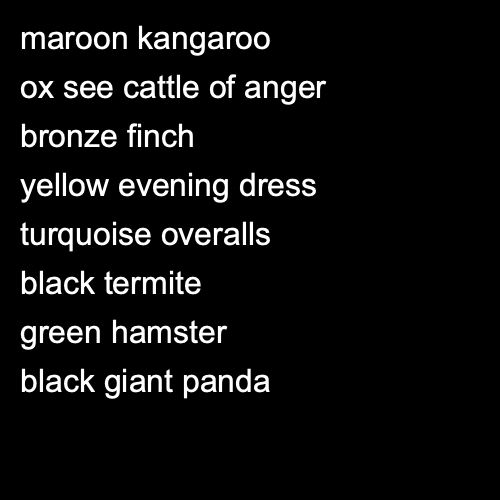 maroon kangaroo
ox see cattle of anger
bronze finch
yellow evening dress
turquoise overalls
black termite
green hamster
black giant panda